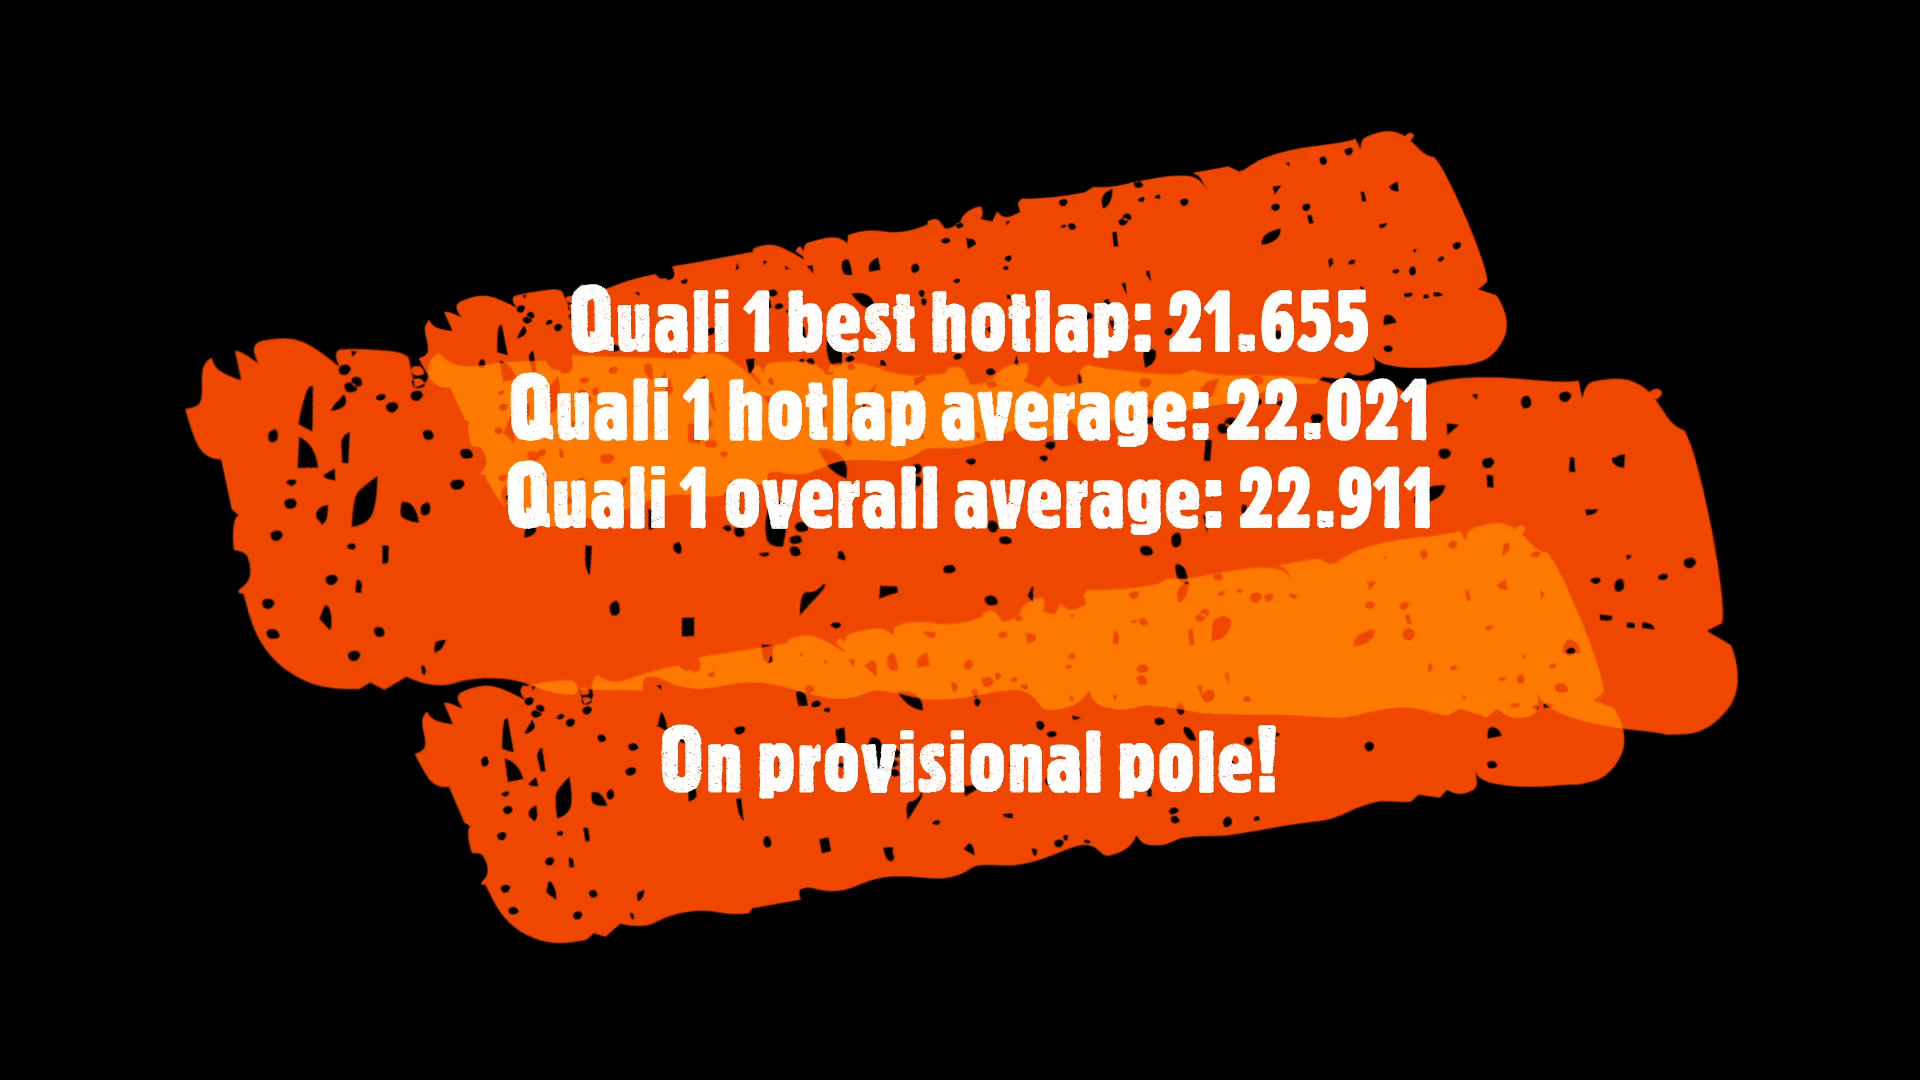 Quali 1 best hotlap: 21.655
Quali 1 hotlap average: 22.021
Quali 1 overall average: 22.911
On provisional pole!